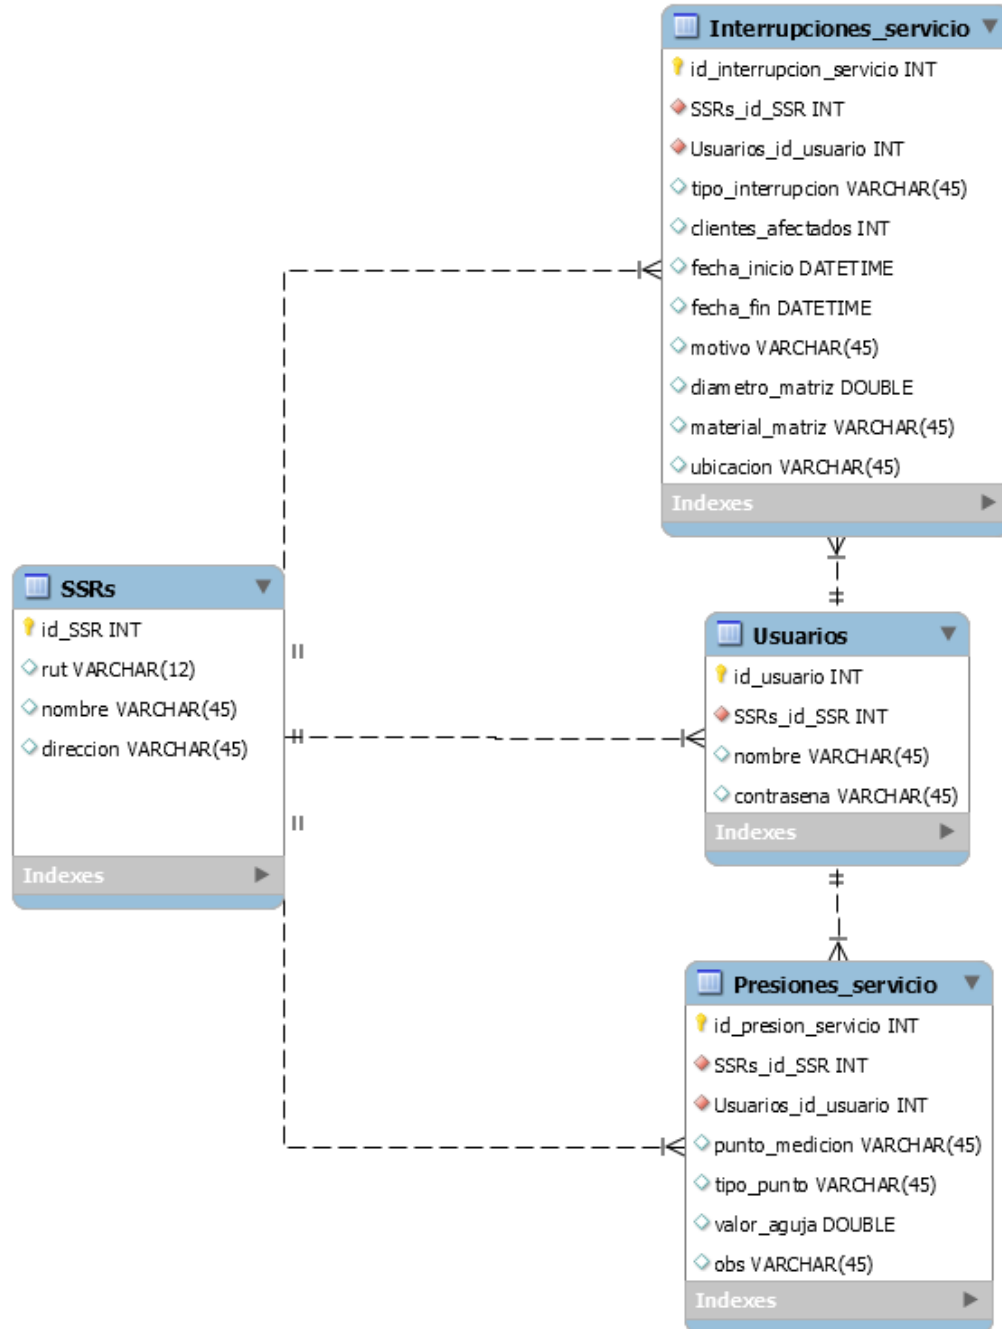 Interrupciones_servicio
id_interrupcion_servicio INT
SSRs_id_SSR INT
Usuarios_id_usuario INT
tipo_interrupcion VARCHAR(45)
clientes_afectados INT
fecha_inicio DATETIME
fecha_fin DATETIME
motivo VARCHAR(45)
diametro_matriz DOUBLE
material_matriz VARCHAR(45)
ubicacion VARCHAR(45)
Indexes
SSRs
id_SSR INT
rut VARCHAR(12)
nombre VARCHAR(45)
direccion VARCHAR(45)
Indexes
Usuarios
id_usuario INT
SSRs_id_SSR INT
nombre VARCHAR(45)
contrasena VARCHAR(45)
Indexes
Presiones_servicio
id_presion_servicio INT
SSRs_id_SSR INT
Usuarios_id_usuario INT
punto_medicion VARCHAR(45)
tipo_punto VARCHAR(45)
valor_aguja DOUBLE
obs VARCHAR(45)
Indexes